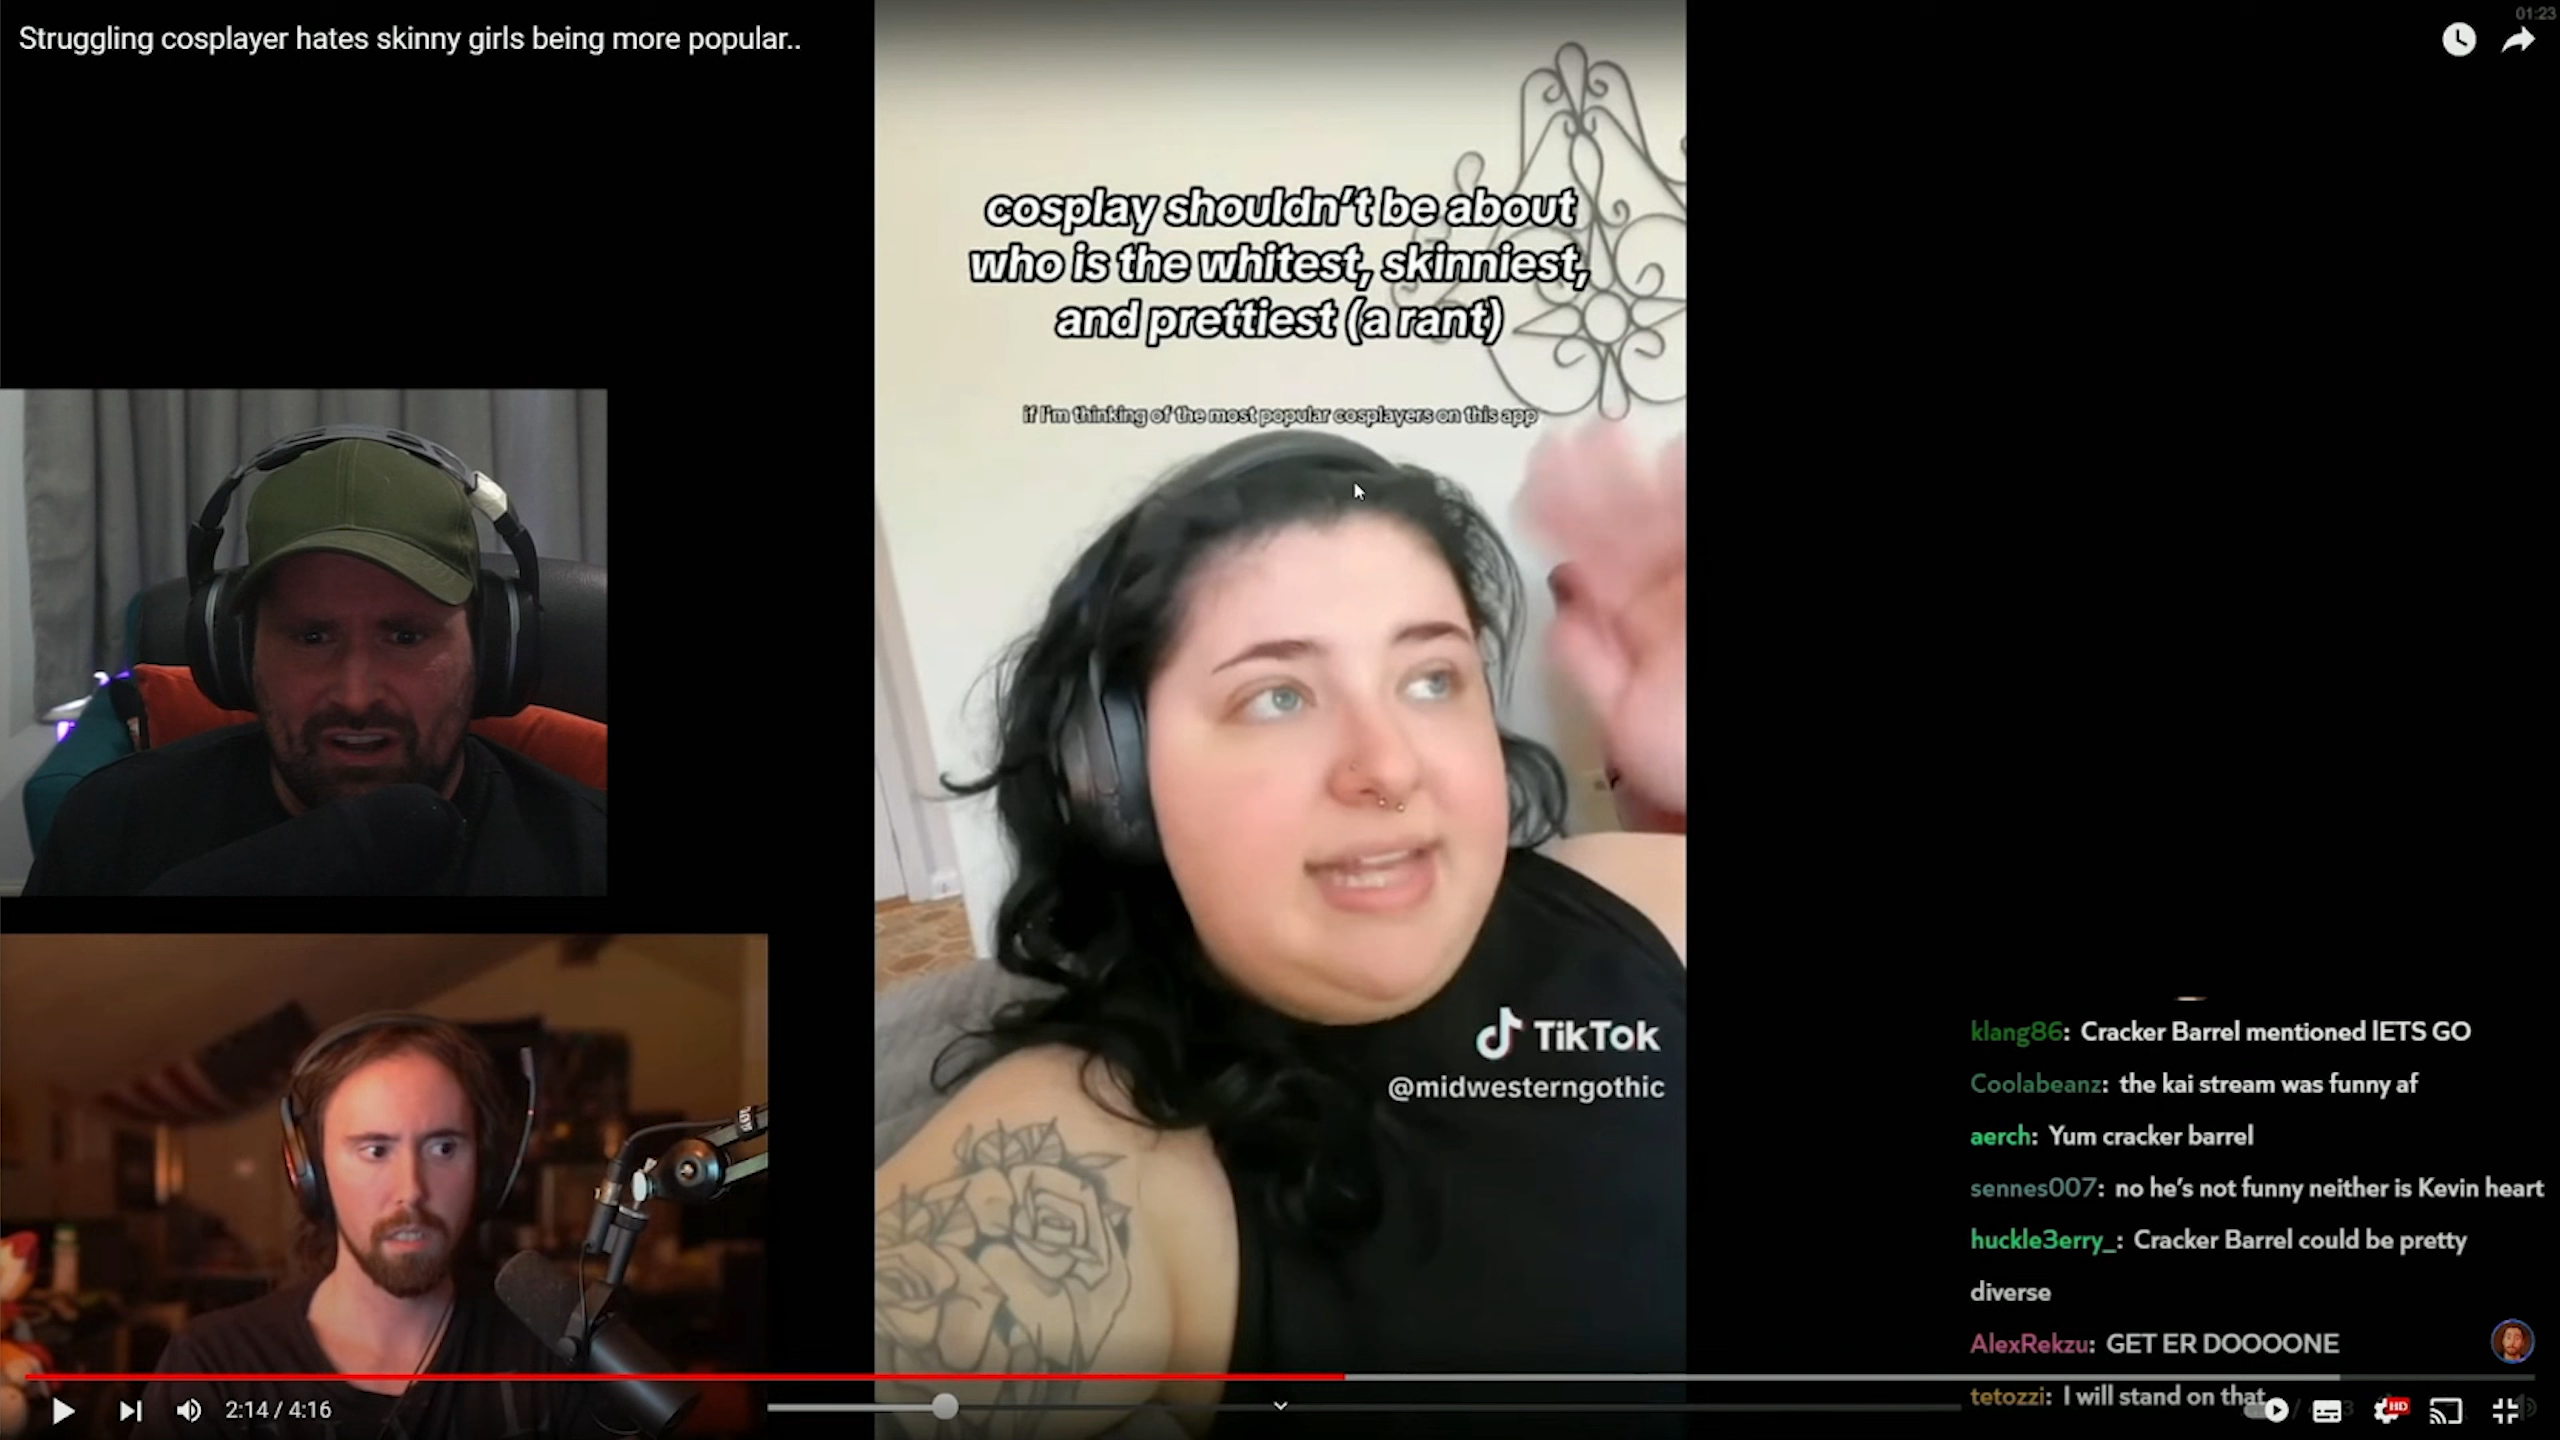 Struggling cosplayer hates skinny girls being more popular..
01:23
cosplay shouldn't be about
who is the whitest, skinniest,
and prettiest (a rant)
if I'm thinking of the most popular cosplayers on this app
TikTok
@midwesterngothic
klang86: Cracker Barrel mentioned lETS GO
Coolabeanz: the kai stream was funny af
aerch: Yum cracker barrel
sennes007: no he's not funny neither is Kevin heart
huckle3erry_: Cracker Barrel could be pretty
diverse
AlexRekzu: GET ER DOOOONE
tetozzi: I will stand on that
2:14 / 4:16
HD